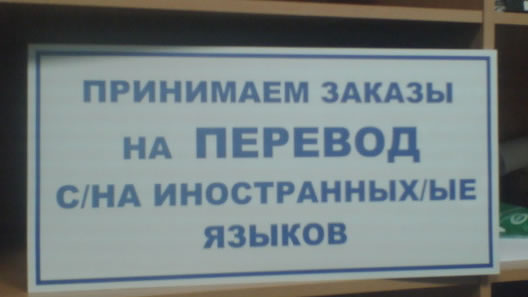 ПРИНИМАЕМ ЗАКАЗЫ
НА ПЕРЕВОД
С/НА ИНОСТРАННЫХ/ЫЕ
ЯЗЫКОВ